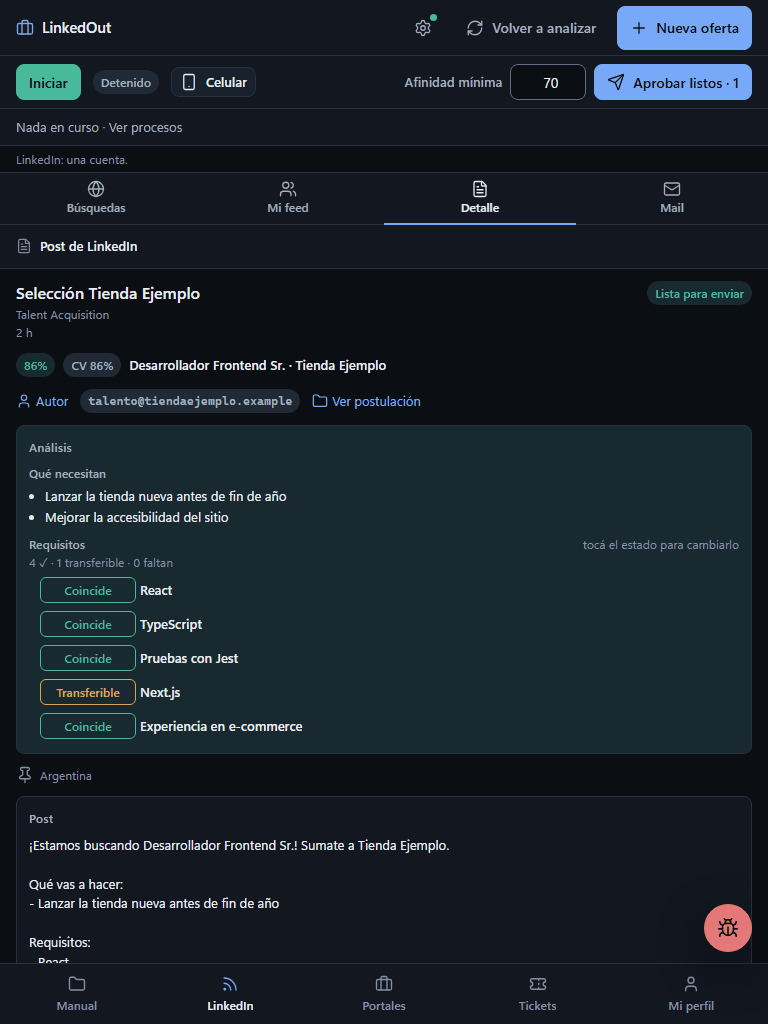 LinkedOut
Volver a analizar
Nueva oferta
Iniciar
Detenido
Celular
Afinidad mínima
70
Aprobar listos · 1
Nada en curso · Ver procesos
LinkedIn: una cuenta.
Búsquedas
Mi feed
Detalle
Mail
Post de LinkedIn
Selección Tienda Ejemplo
Lista para enviar
Talent Acquisition
2 h
86%
CV 86%
Desarrollador Frontend Sr. · Tienda Ejemplo
Autor
talento@tiendaejemplo.example
Ver postulación
Análisis
Qué necesitan
• Lanzar la tienda nueva antes de fin de año
• Mejorar la accesibilidad del sitio
Requisitos
tocá el estado para cambiarlo
4 ✓ · 1 transferible · 0 faltan
Coincide React
Coincide TypeScript
Coincide Pruebas con Jest
Transferible Next.js
Coincide Experiencia en e-commerce
Argentina
Post
¡Estamos buscando Desarrollador Frontend Sr.! Sumate a Tienda Ejemplo.
Qué vas a hacer:
- Lanzar la tienda nueva antes de fin de año
Requisitos:
- React
Manual
LinkedIn
Portales
Tickets
Mi perfil